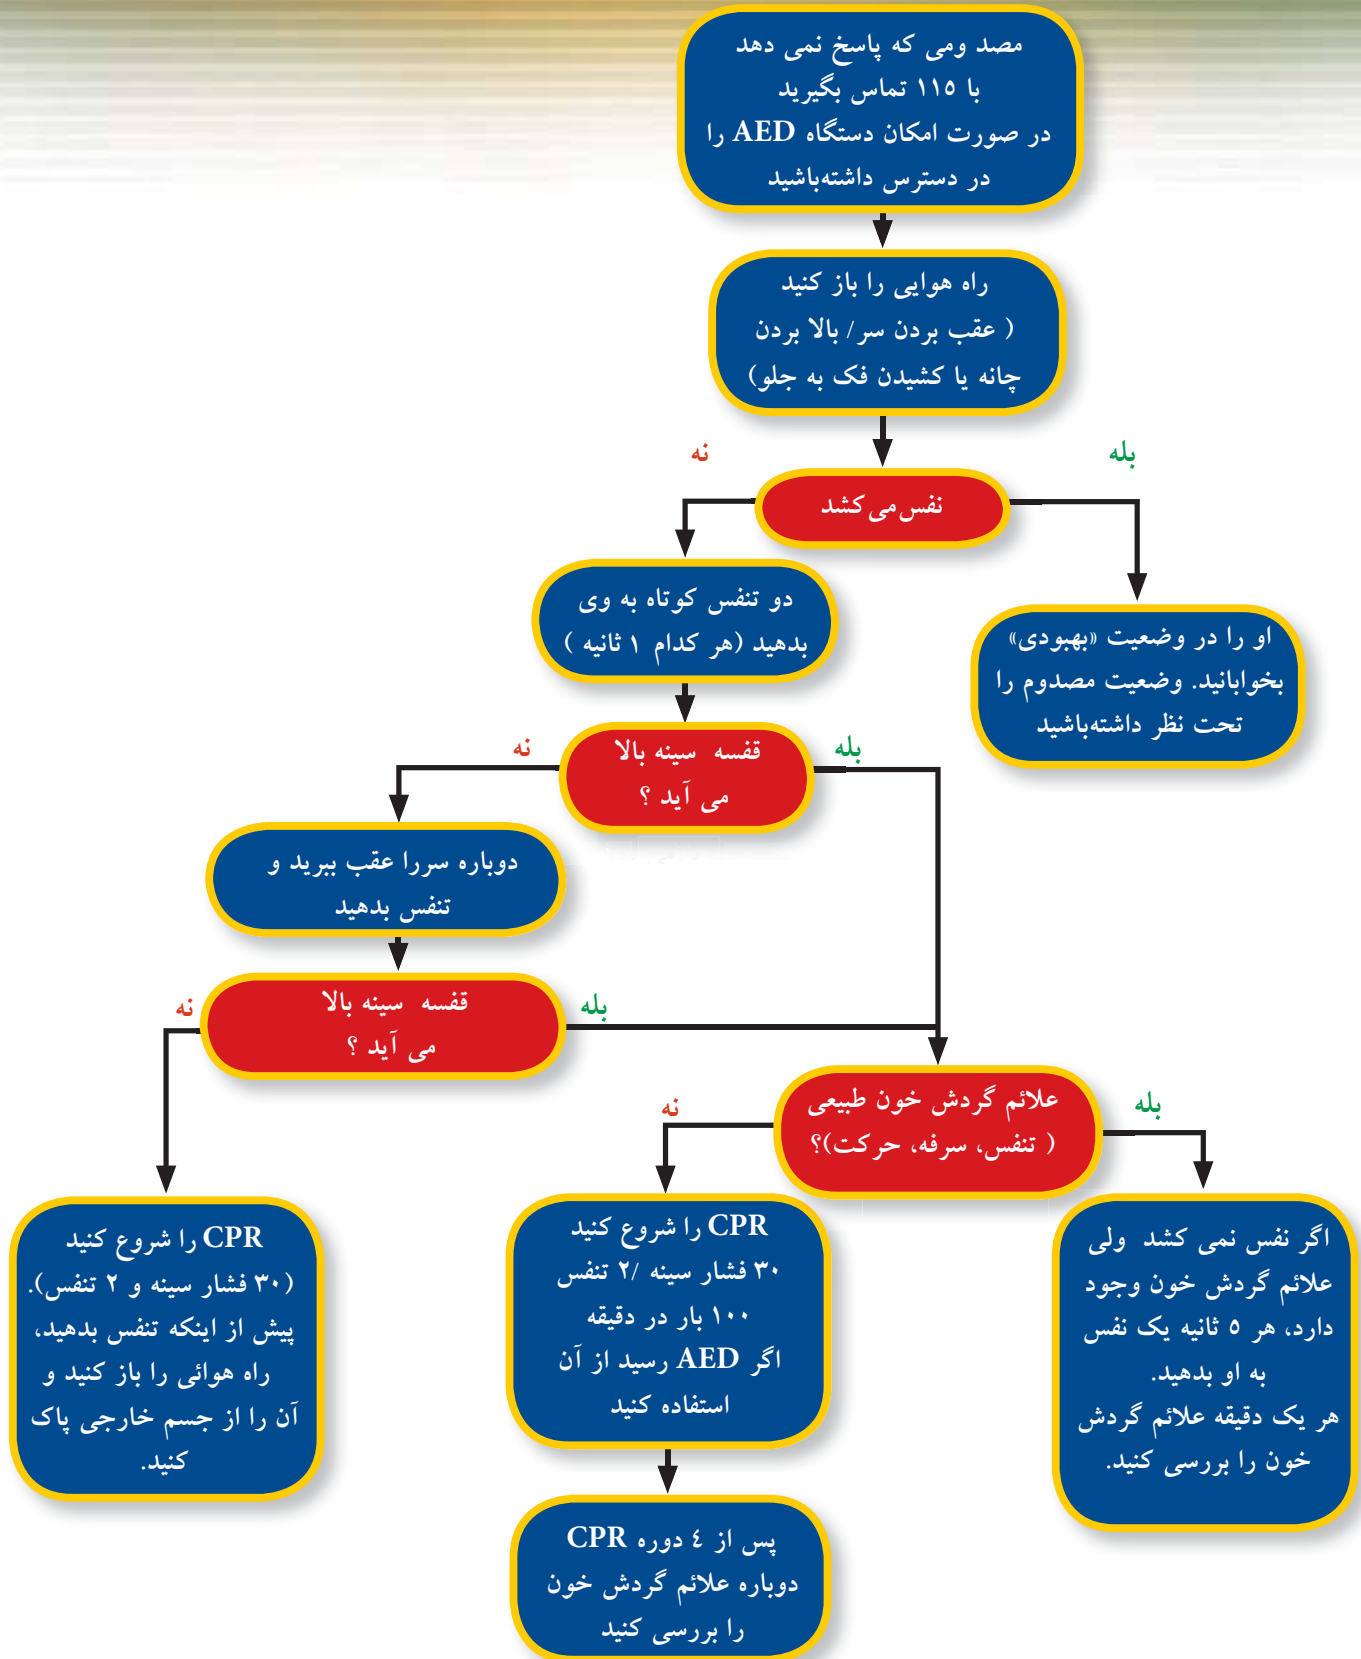 مصد ومی که پاسخ نمی دهد
با ۱۱۵ تماس بگیرید
در صورت امکان دستگاه AED را
در دسترس داشته‌باشید
راه هوایی را باز کنید
( عقب بردن سر/ بالا بردن
چانه یا کشیدن فک به جلو)
نه
بله
نفس‌می‌کشد
دو تنفس کوتاه به وی
بدهید (هر کدام ۱ ثانیه )
او را در وضعیت «بهبودی»
بخوابانید. وضعیت مصدوم را
تحت نظر داشته‌باشید
نه
بله
قفسه سینه بالا
می آید ؟
دوباره سررا عقب ببرید و
تنفس بدهید
نه
بله
قفسه سینه بالا
می آید ؟
نه
بله
علائم گردش خون طبیعی
( تنفس، سرفه، حرکت)؟
CPR را شروع کنید
(۳۰ فشار سینه و ۲ تنفس).
پیش از اینکه تنفس بدهید،
راه هوائی را باز کنید و
آن را از جسم خارجی پاک
کنید.
CPR را شروع کنید
۳۰ فشار سینه /۲ تنفس
۱۰۰ بار در دقیقه
اگر AED رسید از آن
استفاده کنید
اگر نفس نمی کشد ولی
علائم گردش خون وجود
دارد، هر ۵ ثانیه یک نفس
به او بدهید.
هر یک دقیقه علائم گردش
خون را بررسی کنید.
پس از ٤ دوره CPR
دوباره علائم گردش خون
را بررسی کنید